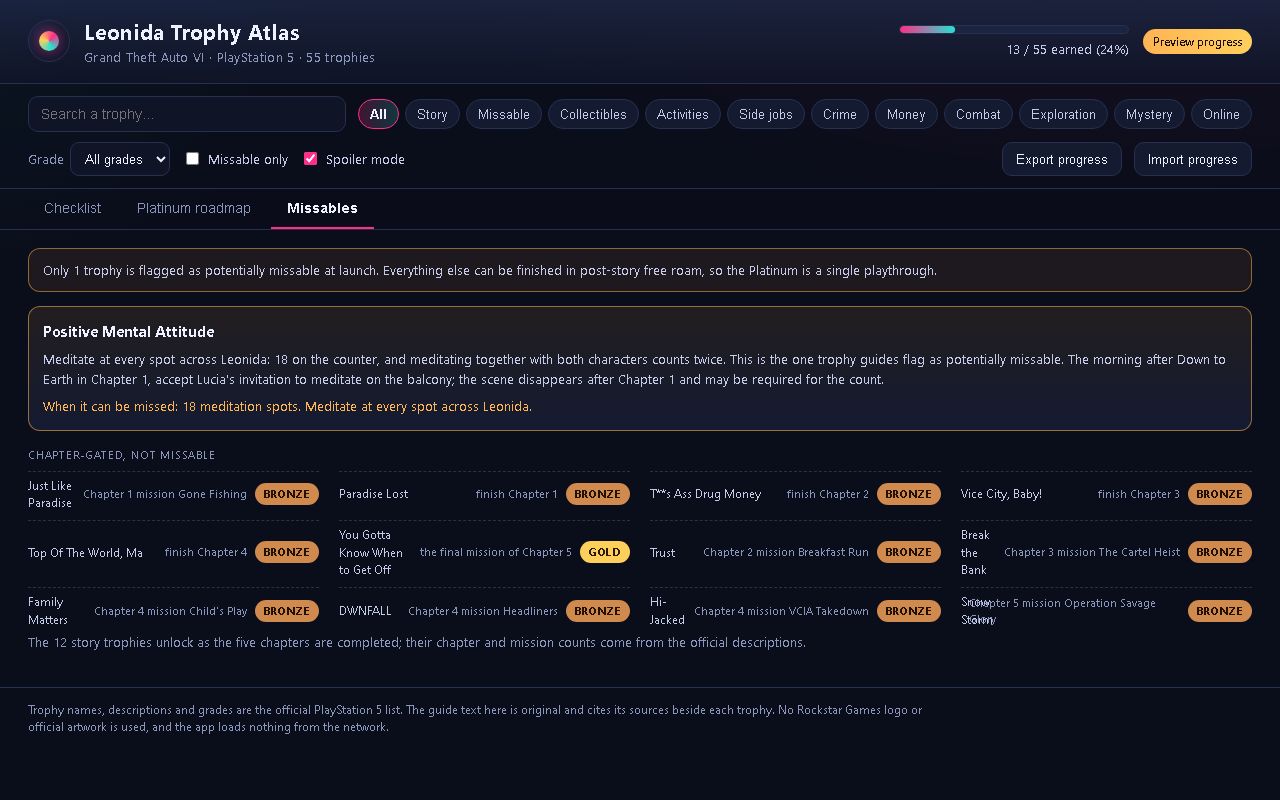 Leonida Trophy Atlas
Grand Theft Auto VI · PlayStation 5 · 55 trophies
13 / 55 earned (24%)
Preview progress
Search a trophy...
All
Story
Missable
Collectibles
Activities
Side jobs
Crime
Money
Combat
Exploration
Mystery
Online
Grade
All grades
Missable only
Spoiler mode
Export progress
Import progress
Checklist
Platinum roadmap
Missables
Only 1 trophy is flagged as potentially missable at launch. Everything else can be finished in post-story free roam, so the Platinum is a single playthrough.
Positive Mental Attitude
Meditate at every spot across Leonida: 18 on the counter, and meditating together with both characters counts twice. This is the one trophy guides flag as potentially missable. The morning after Down to
Earth in Chapter 1, accept Lucia's invitation to meditate on the balcony; the scene disappears after Chapter 1 and may be required for the count.
When it can be missed: 18 meditation spots. Meditate at every spot across Leonida.
CHAPTER-GATED, NOT MISSABLE
Just Like
Paradise
Chapter 1 mission Gone Fishing
BRONZE
Paradise Lost
finish Chapter 1
BRONZE
T**s Ass Drug Money
finish Chapter 2
BRONZE
Vice City, Baby!
finish Chapter 3
BRONZE
Top Of The World, Ma
finish Chapter 4
BRONZE
You Gotta
Know When
to Get Off
the final mission of Chapter 5
GOLD
Trust
Chapter 2 mission Breakfast Run
BRONZE
Break
the
Bank
Chapter 3 mission The Cartel Heist
BRONZE
Family
Matters
Chapter 4 mission Child's Play
BRONZE
DWNFALL
Chapter 4 mission Headliners
BRONZE
Hi-
Jacked
Chapter 4 mission VCIA Takedown
BRONZE
Snow
Storm
Chapter 5 mission Operation Savage
BRONZE
The 12 story trophies unlock as the five chapters are completed; their chapter and mission counts come from the official descriptions.
Trophy names, descriptions and grades are the official PlayStation 5 list. The guide text here is original and cites its sources beside each trophy. No Rockstar Games logo or
official artwork is used, and the app loads nothing from the network.